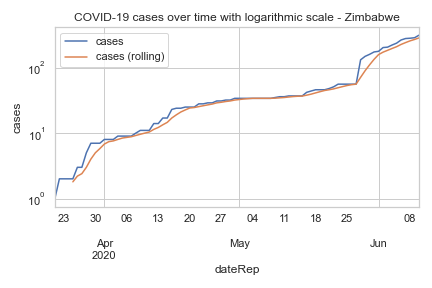 COVID-19 cases over time with logarithmic scale - Zimbabwe
cases
cases (rolling)
10²
10¹
10⁰
cases
23 30 06 13 20 27 04 11 18 25 08
Apr May Jun
2020
dateRep